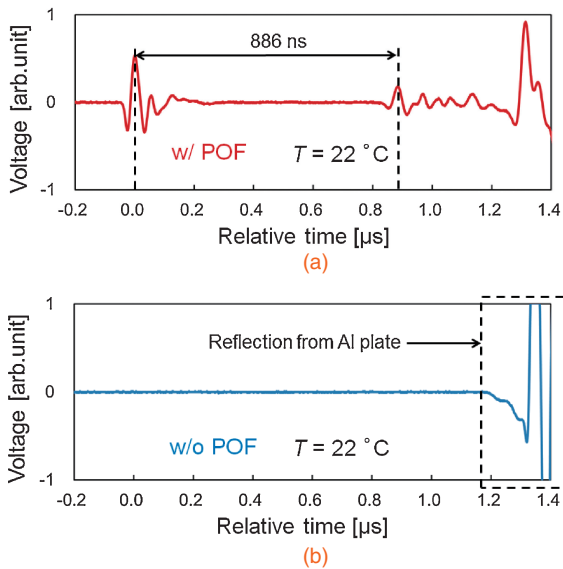 (a)
1
886 ns
0
w/ POF
T = 22 °C
-1
-0.2 0.0 0.2 0.4 0.6 0.8 1.0 1.2 1.4
Voltage [arb.unit]
Relative time [µs]
(a)
1
Reflection from Al plate
0
w/o POF
T = 22 °C
-1
-0.2 0.0 0.2 0.4 0.6 0.8 1.0 1.2 1.4
Voltage [arb.unit]
Relative time [µs]
(b)